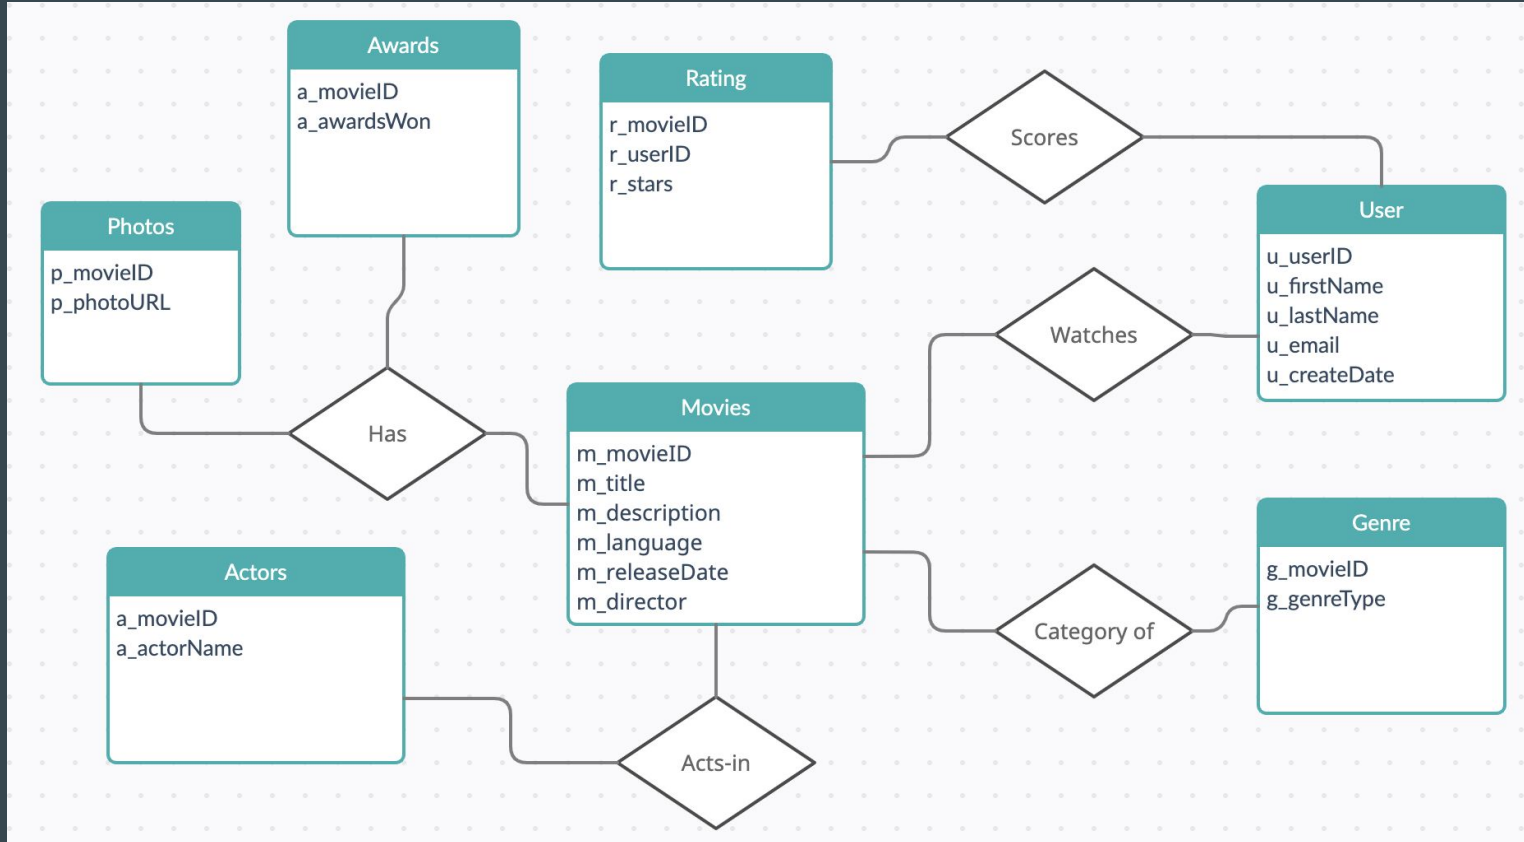 Awards
a_movieID
a_awardsWon
Rating
r_movieID
r_userID
r_stars
Scores
User
u_userID
u_firstName
u_lastName
u_email
u_createDate
Photos
p_movieID
p_photoURL
Has
Watches
Movies
m_movieID
m_title
m_description
m_language
m_releaseDate
m_director
Genre
g_movieID
g_genreType
Category of
Actors
a_movieID
a_actorName
Acts-in